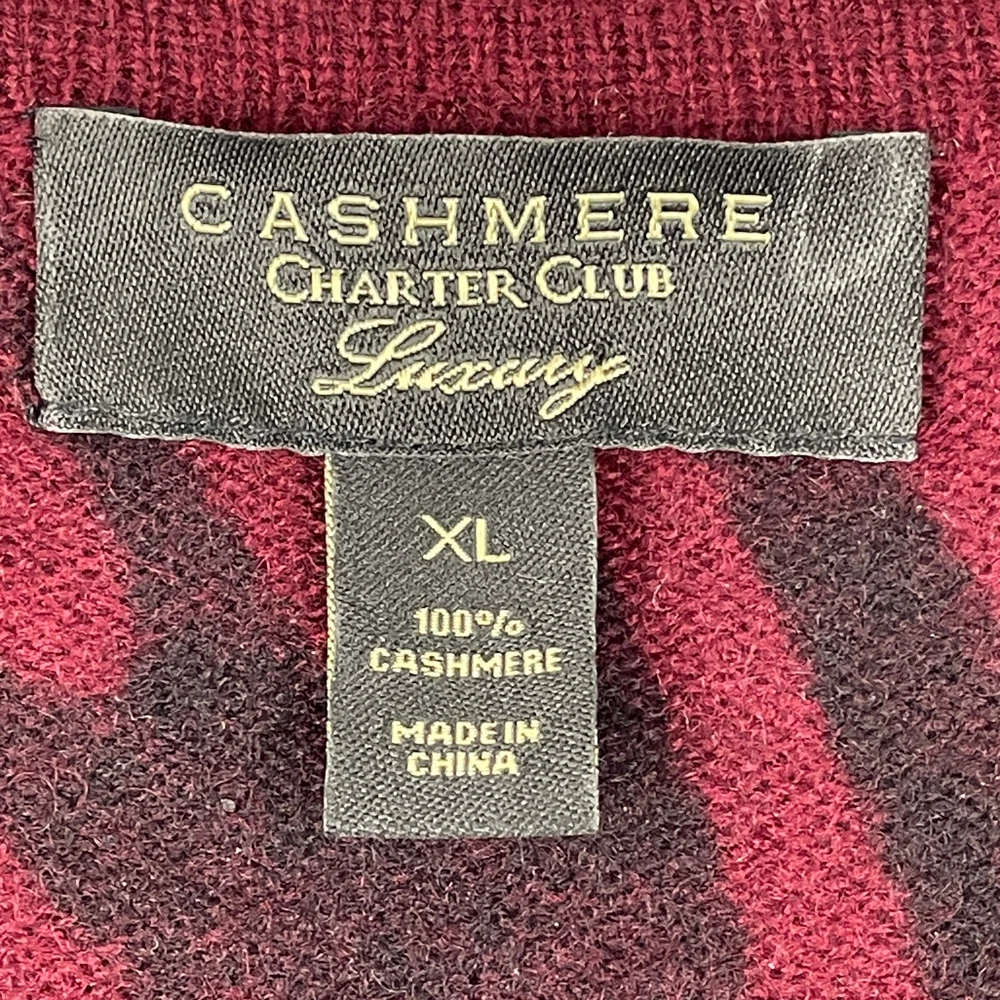 CASHMERE
CHARTER CLUB
Luxury
XL
100%
CASHMERE
MADE IN
CHINA